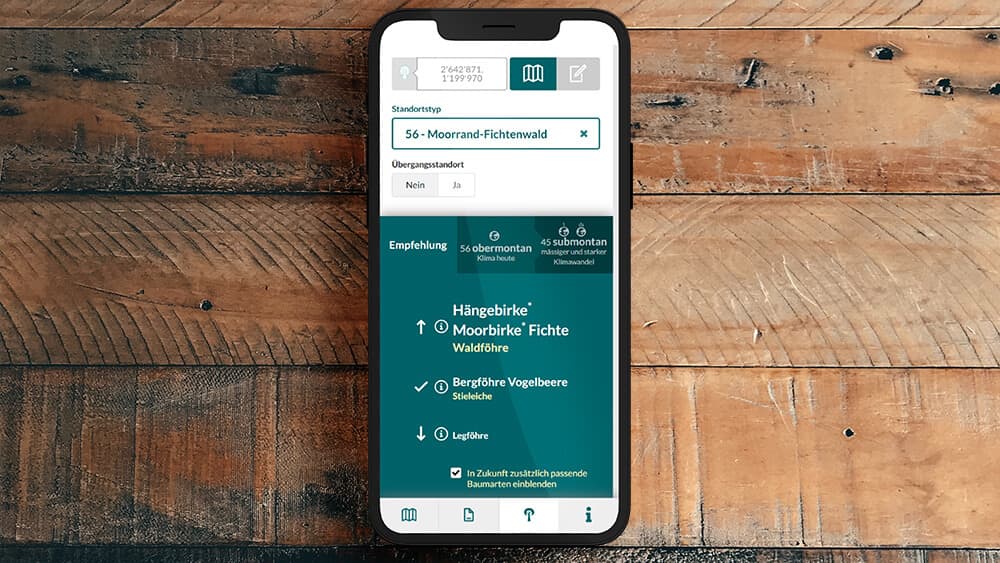 2'642'871,
1'199'970
Standortstyp
56 - Moorrand-Fichtenwald
Übergangsstandort
Nein Ja
Empfehlung
56 obermontan
Klima heute
45 submontan
mässiger und starker
Klimawandel
Hängebirke*
Moorbirke* Fichte
Waldföhre
Bergföhre Vogelbeere
Stieleiche
Legföhre
In Zukunft zusätzlich passende
Baumarten einblenden